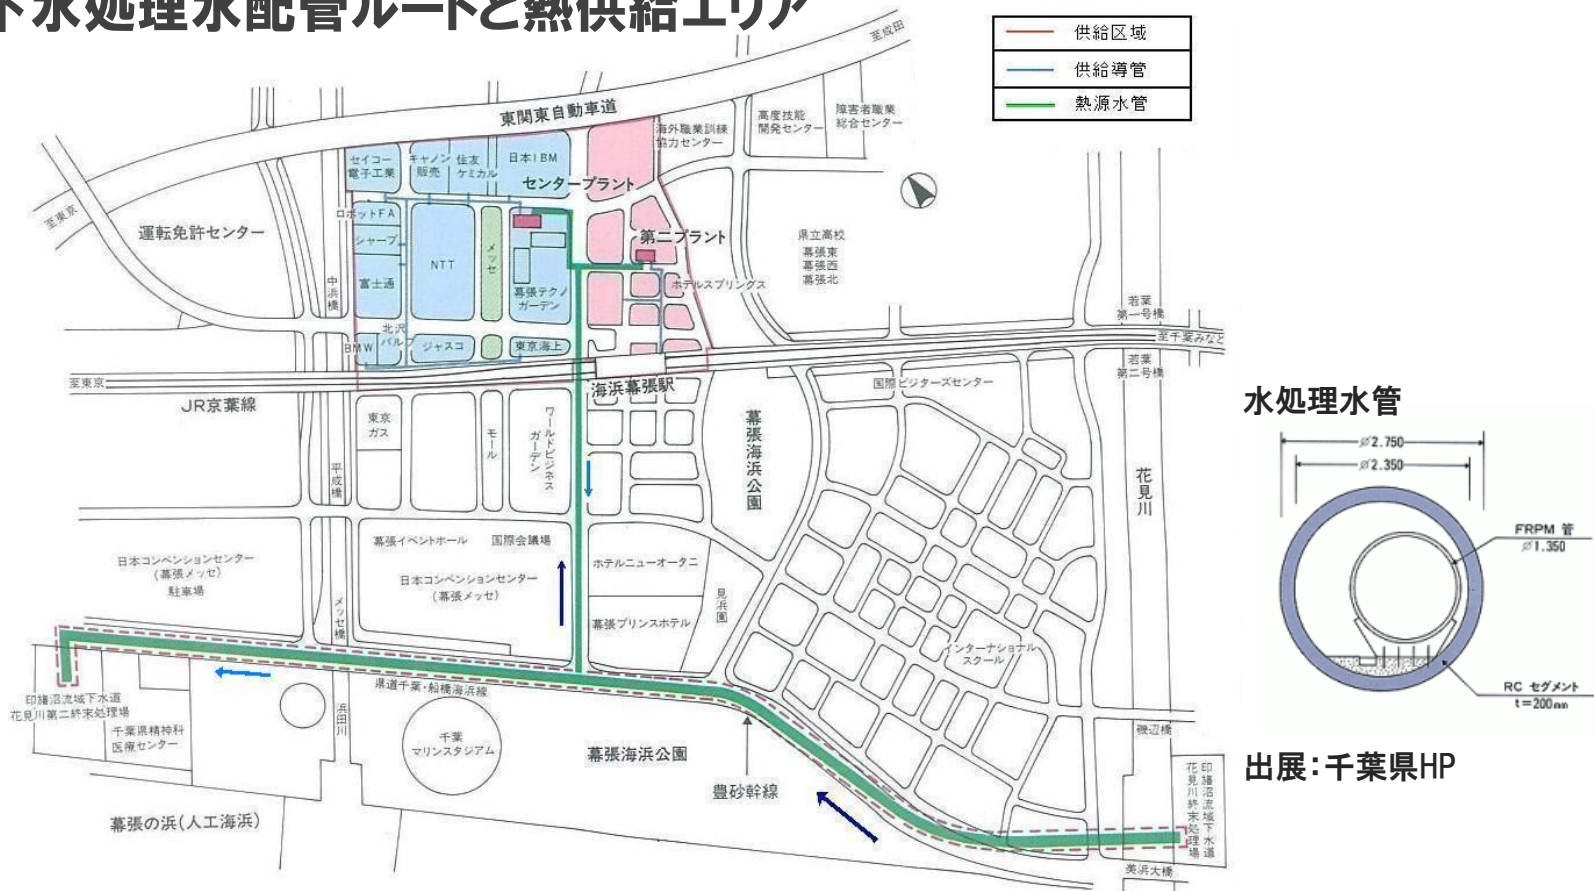 下水処理水配管ルートと熱供給エリア
供給区域
供給導管
熱源水管
至成田
東関東自動車道
海外職業訓練
協力センター
高度技能
開発センター
障害者職業
総合センター
セイコー
電子工業
キャノン
販売
住友
ケミカル
日本IBM
センタープラント
至東京
運転免許センター
ロボットFA
シャープ
富士通
NTT
メッセ
幕張テクノ
ガーデン
第二プラント
ホテルスプリングス
県立高校
幕張東
幕張西
幕張北
中浜橋
北沢
バルブ
BMW
ジャスコ
東京海上
若葉
第一号橋
至千葉みなと
若葉
第二号橋
至東京
JR京葉線
海浜幕張駅
国際ビジターズセンター
東京
ガス
モール
ワールドビジネス
ガーデン
幕張海浜公園
花見川
平成橋
幕張イベントホール
国際会議場
日本コンベンションセンター
(幕張メッセ)
駐車場
日本コンベンションセンター
(幕張メッセ)
ホテルニューオータニ
見浜園
メッセ橋
幕張プリンスホテル
インターナショナル
スクール
県道千葉・船橋海浜線
印旛沼流域下水道
花見川第二終末処理場
千葉県精神科
医療センター
浜田川
千葉
マリンスタジアム
幕張海浜公園
豊砂幹線
磯辺橋
印旛沼流域下水道
花見川終末処理場
美浜大橋
幕張の浜(人工海浜)
水処理水管
⌀2.750
⌀2.350
FRPM 管
⌀1.350
RC セグメント
t=200mm
出展:千葉県HP